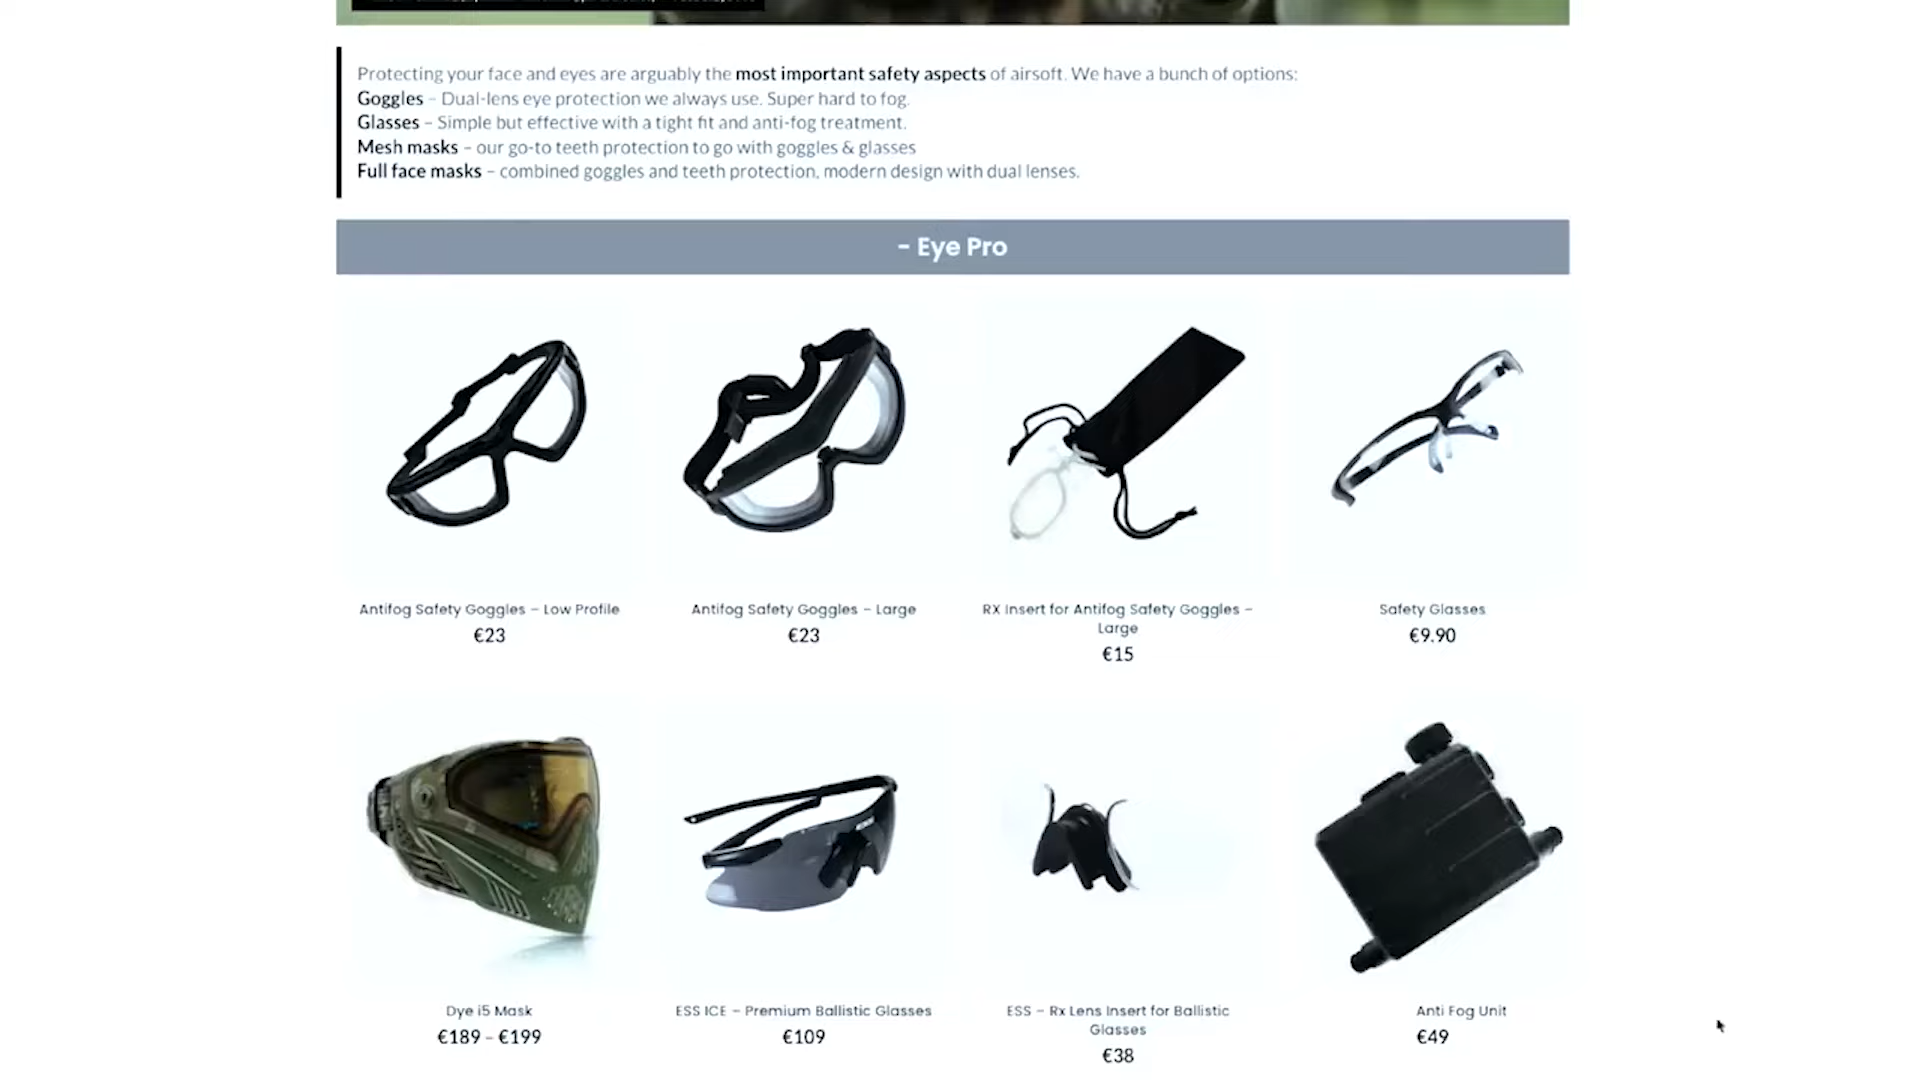 Protecting your face and eyes are arguably the most important safety aspects of airsoft. We have a bunch of options:
Goggles – Dual-lens eye protection we always use. Super hard to fog.
Glasses – Simple but effective with a tight fit and anti-fog treatment.
Mesh masks – our go-to teeth protection to go with goggles & glasses
Full face masks – combined goggles and teeth protection, modern design with dual lenses.
- Eye Pro
Antifog Safety Goggles – Low Profile
€23
Antifog Safety Goggles – Large
€23
RX Insert for Antifog Safety Goggles –
Large
€15
Safety Glasses
€9.90
Dye i5 Mask
€189 – €199
ESS ICE – Premium Ballistic Glasses
€109
ESS – Rx Lens Insert for Ballistic
Glasses
€38
Anti Fog Unit
€49